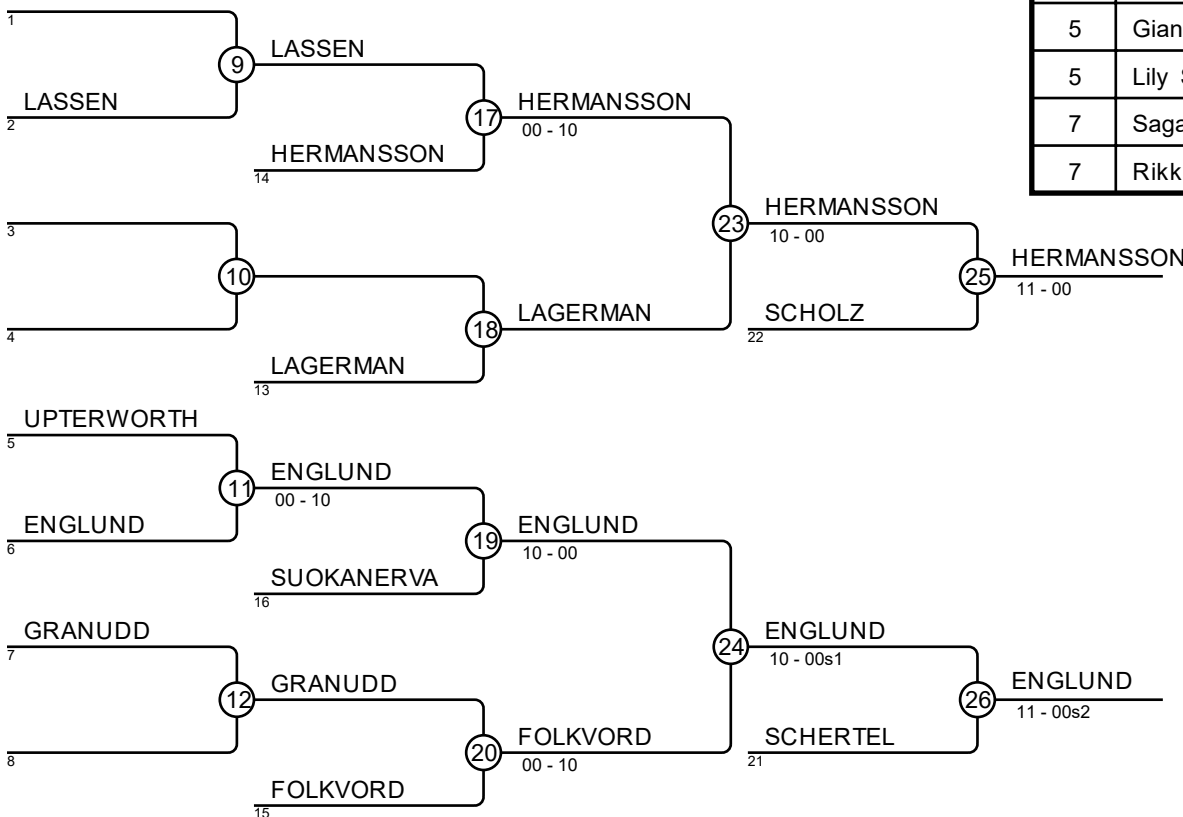 1
9
LASSEN
LASSEN
2
17
HERMANSSON
00 - 10
HERMANSSON
14
3
23
HERMANSSON
10 - 00
10
25
HERMANSSON
11 - 00
4
18
LAGERMAN
SCHOLZ
22
LAGERMAN
13
UPTERWORTH
5
11
ENGLUND
00 - 10
ENGLUND
6
19
ENGLUND
10 - 00
SUOKANERVA
16
GRANUDD
7
24
ENGLUND
10 - 00s1
12
GRANUDD
26
ENGLUND
11 - 00s2
8
20
FOLKVORD
00 - 10
SCHERTEL
21
FOLKVORD
15
5 Gian
5 Lily
7 Saga
7 Rikk